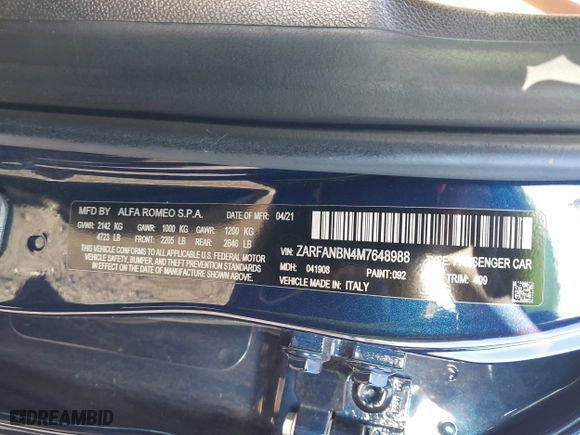 MFD BY ALFA ROMEO S.P.A. DATE OF MFR: 04/21
GVWR: 2142 KG GAWR: 1000 KG GAWR: 1200 KG
4723 LB FRONT: 2205 LB REAR: 2646 LB
THIS VEHICLE CONFORMS TO ALL APPLICABLE U.S. FEDERAL MOTOR
VEHICLE SAFETY, BUMPER, AND THEFT PREVENTION STANDARDS
IN EFFECT ON THE DATE OF MANUFACTURE SHOWN ABOVE.
VIN: ZARFANBN4M7648988 TYPE: PASSENGER CAR
MDH: 041908 PAINT: 092 TRIM: 409
VEHICLE MADE IN: ITALY
DREAMBID